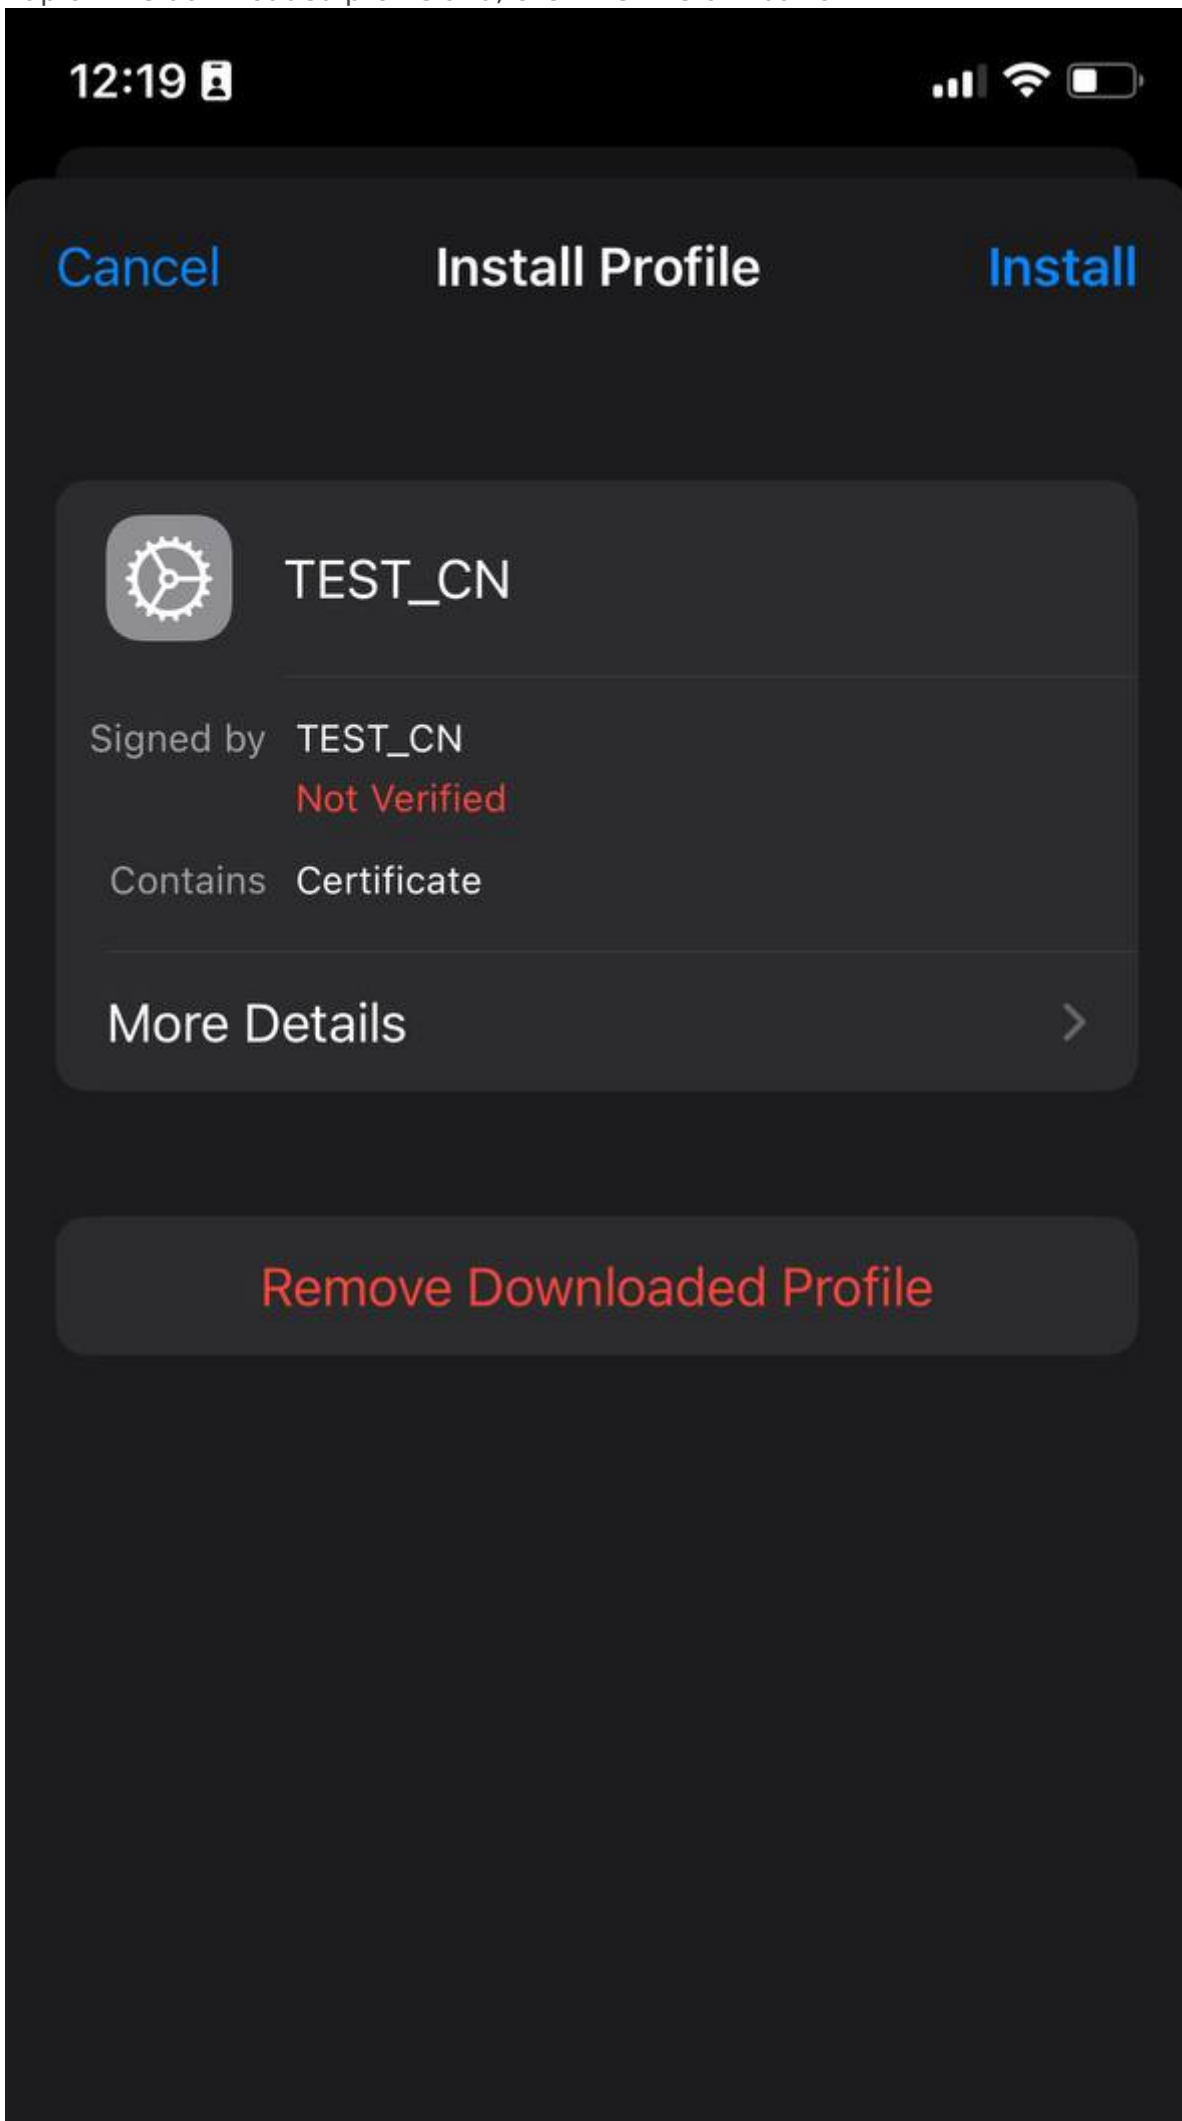 12:19
Cancel Install Profile Install
TEST_CN
Signed by TEST_CN
Not Verified
Contains Certificate
More Details
Remove Downloaded Profile